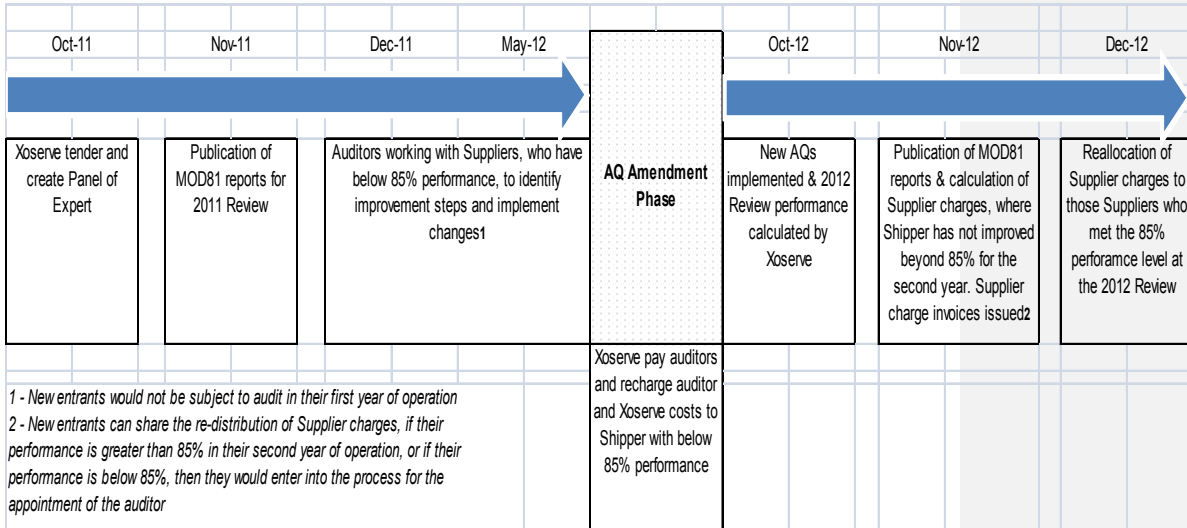 Oct-11
Nov-11
Dec-11
May-12
Oct-12
Nov-12
Dec-12
Xoserve tender and
create Panel of
Expert
Publication of
MOD81 reports for
2011 Review
Auditors working with Suppliers, who have
below 85% performance, to identify
improvement steps and implement
changes1
AQ Amendment
Phase
New AQs
implemented & 2012
Review performance
calculated by
Xoserve
Publication of MOD81
reports & calculation of
Supplier charges, where
Shipper has not improved
beyond 85% for the
second year. Supplier
charge invoices issued2
Reallocation of
Supplier charges to
those Suppliers who
met the 85%
perforamce level at
the 2012 Review
Xoserve pay auditors
and recharge auditor
and Xoserve costs to
Shipper with below
85% performance
1 - New entrants would not be subject to audit in their first year of operation
2 - New entrants can share the re-distribution of Supplier charges, if their
performance is greater than 85% in their second year of operation, or if their
performance is below 85%, then they would enter into the process for the
appointment of the auditor